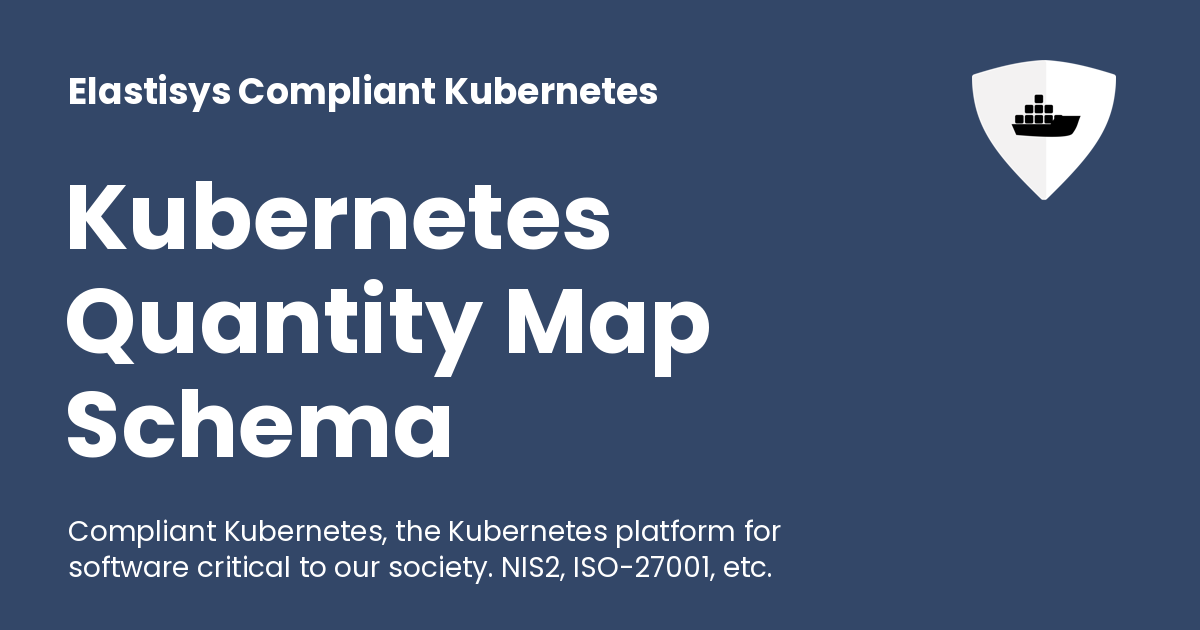 Elastisys Compliant Kubernetes
Kubernetes
Quantity Map
Schema
Compliant Kubernetes, the Kubernetes platform for
software critical to our society. NIS2, ISO-27001, etc.